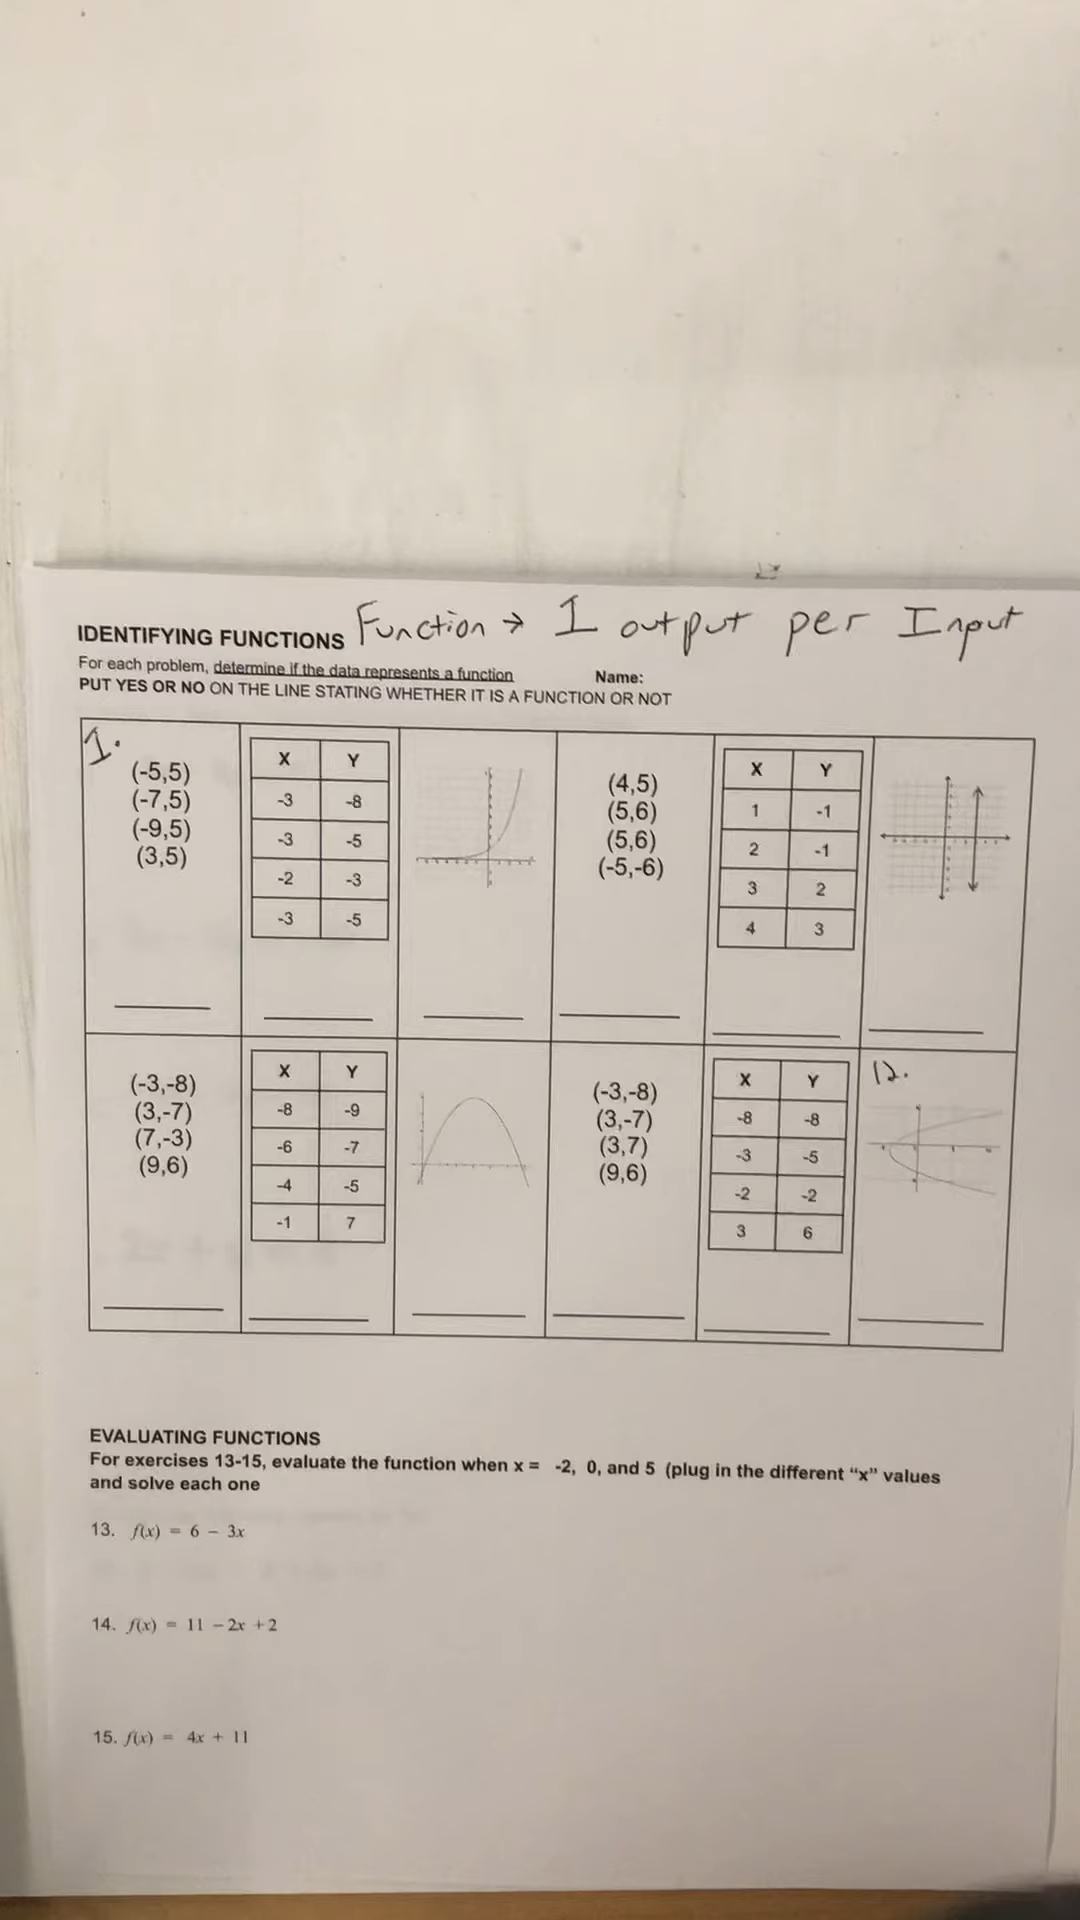 Function → 1 output per Input
IDENTIFYING FUNCTIONS
For each problem, determine if the data represents a function
Name:
PUT YES OR NO ON THE LINE STATING WHETHER IT IS A FUNCTION OR NOT
1.
(-5,5)
(-7,5)
(-9,5)
(3,5)
X Y
-3 -8
-3 -5
-2 -3
-3 -5
(4,5)
(5,6)
(5,6)
(-5,-6)
X Y
1 -1
2 -1
3 2
4 3
(-3,-8)
(3,-7)
(7,-3)
(9,6)
X Y
-8 -9
-6 -7
-4 -5
-1 7
(-3,-8)
(3,-7)
(3,7)
(9,6)
X Y
-8 -8
-3 -5
-2 -2
3 6
12.
EVALUATING FUNCTIONS
For exercises 13-15, evaluate the function when x = -2, 0, and 5 (plug in the different “x” values
and solve each one
13. f(x) = 6 – 3x
14. f(x) = 11 – 2x + 2
15. f(x) = 4x + 11